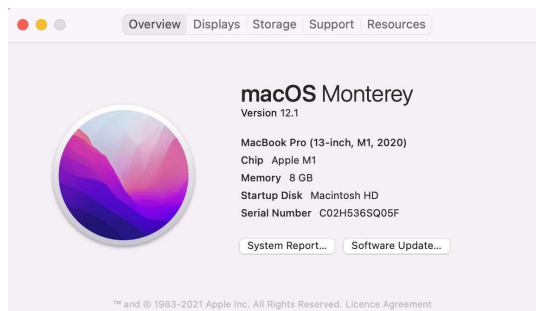 Overview Displays Storage Support Resources
macOS Monterey
Version 12.1
MacBook Pro (13-inch, M1, 2020)
Chip Apple M1
Memory 8 GB
Startup Disk Macintosh HD
Serial Number C02H536SQ05F
System Report... Software Update...
™ and © 1983-2021 Apple Inc. All Rights Reserved. Licence Agreement